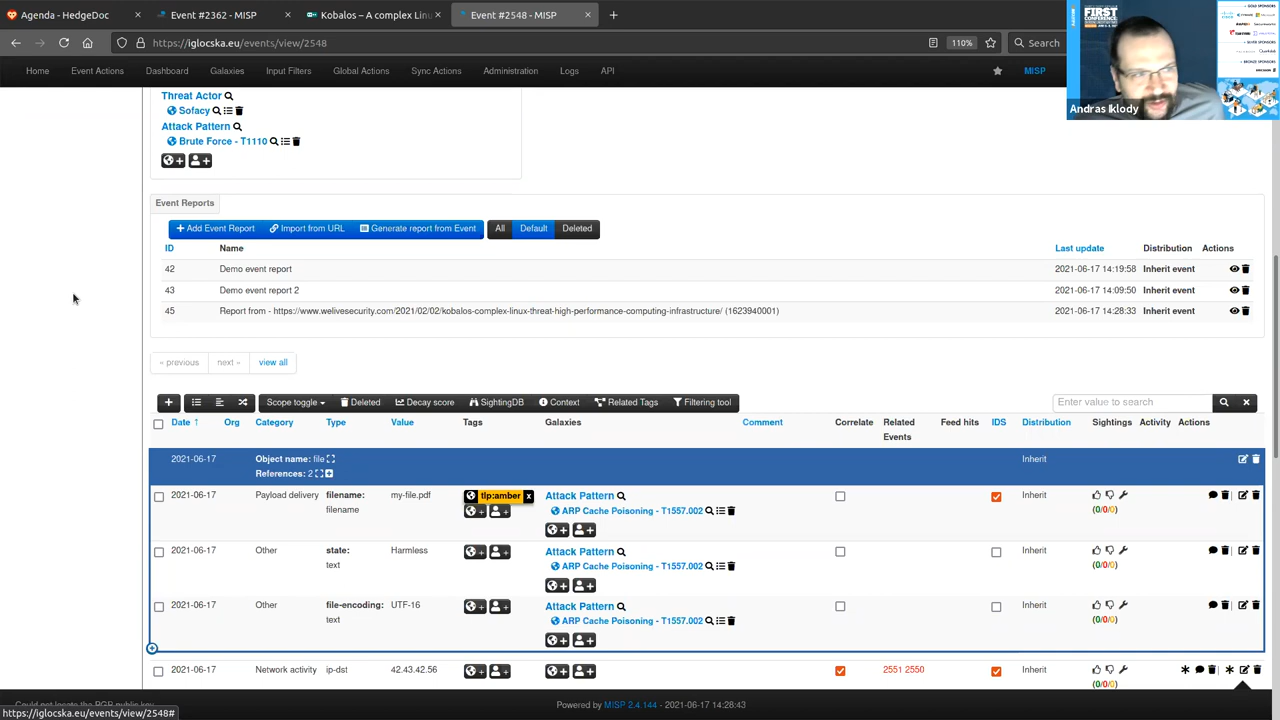 Agenda - HedgeDoc
Event #2362 - MISP
Kobalos – A complex Linu
Event #2548
https://iglocska.eu/events/view/2548
110%
Search
Home
Event Actions
Dashboard
Galaxies
Input Filters
Global Actions
Sync Actions
Administration
Logs
API
MISP
FIRST
CONFERENCE
Andras Iklody
Threat Actor
Sofacy
Attack Pattern
Brute Force - T1110
Event Reports
Add Event Report
Import from URL
Generate report from Event
All
Default
Deleted
ID Name Last update Distribution Actions
42 Demo event report 2021-06-17 14:19:58 Inherit event
43 Demo event report 2 2021-06-17 14:09:50 Inherit event
45 Report from - https://www.welivesecurity.com/2021/02/02/kobalos-complex-linux-threat-high-performance-computing-infrastructure/ (1623940001) 2021-06-17 14:28:33 Inherit event
« previous next » view all
Scope toggle
Deleted
Decay score
SightingDB
Context
Related Tags
Filtering tool
Enter value to search
Date ↑ Org Category Type Value Tags Galaxies Comment Correlate Related Events Feed hits IDS Distribution Sightings Activity Actions
2021-06-17 Object name: file Inherit
References: 2
2021-06-17 Payload delivery filename: my-file.pdf tlp:amber x Attack Pattern Inherit
filename ARP Cache Poisoning - T1557.002 (0/0/0)
2021-06-17 Other state: Harmless Attack Pattern Inherit
text ARP Cache Poisoning - T1557.002 (0/0/0)
2021-06-17 Other file-encoding: UTF-16 Attack Pattern Inherit
text ARP Cache Poisoning - T1557.002 (0/0/0)
2021-06-17 Network activity ip-dst 42.43.42.56 2551 2550 Inherit
(0/0/0)
Could not locate the PGP public key.
Powered by MISP 2.4.144 - 2021-06-17 14:28:43
https://iglocska.eu/events/view/2548#